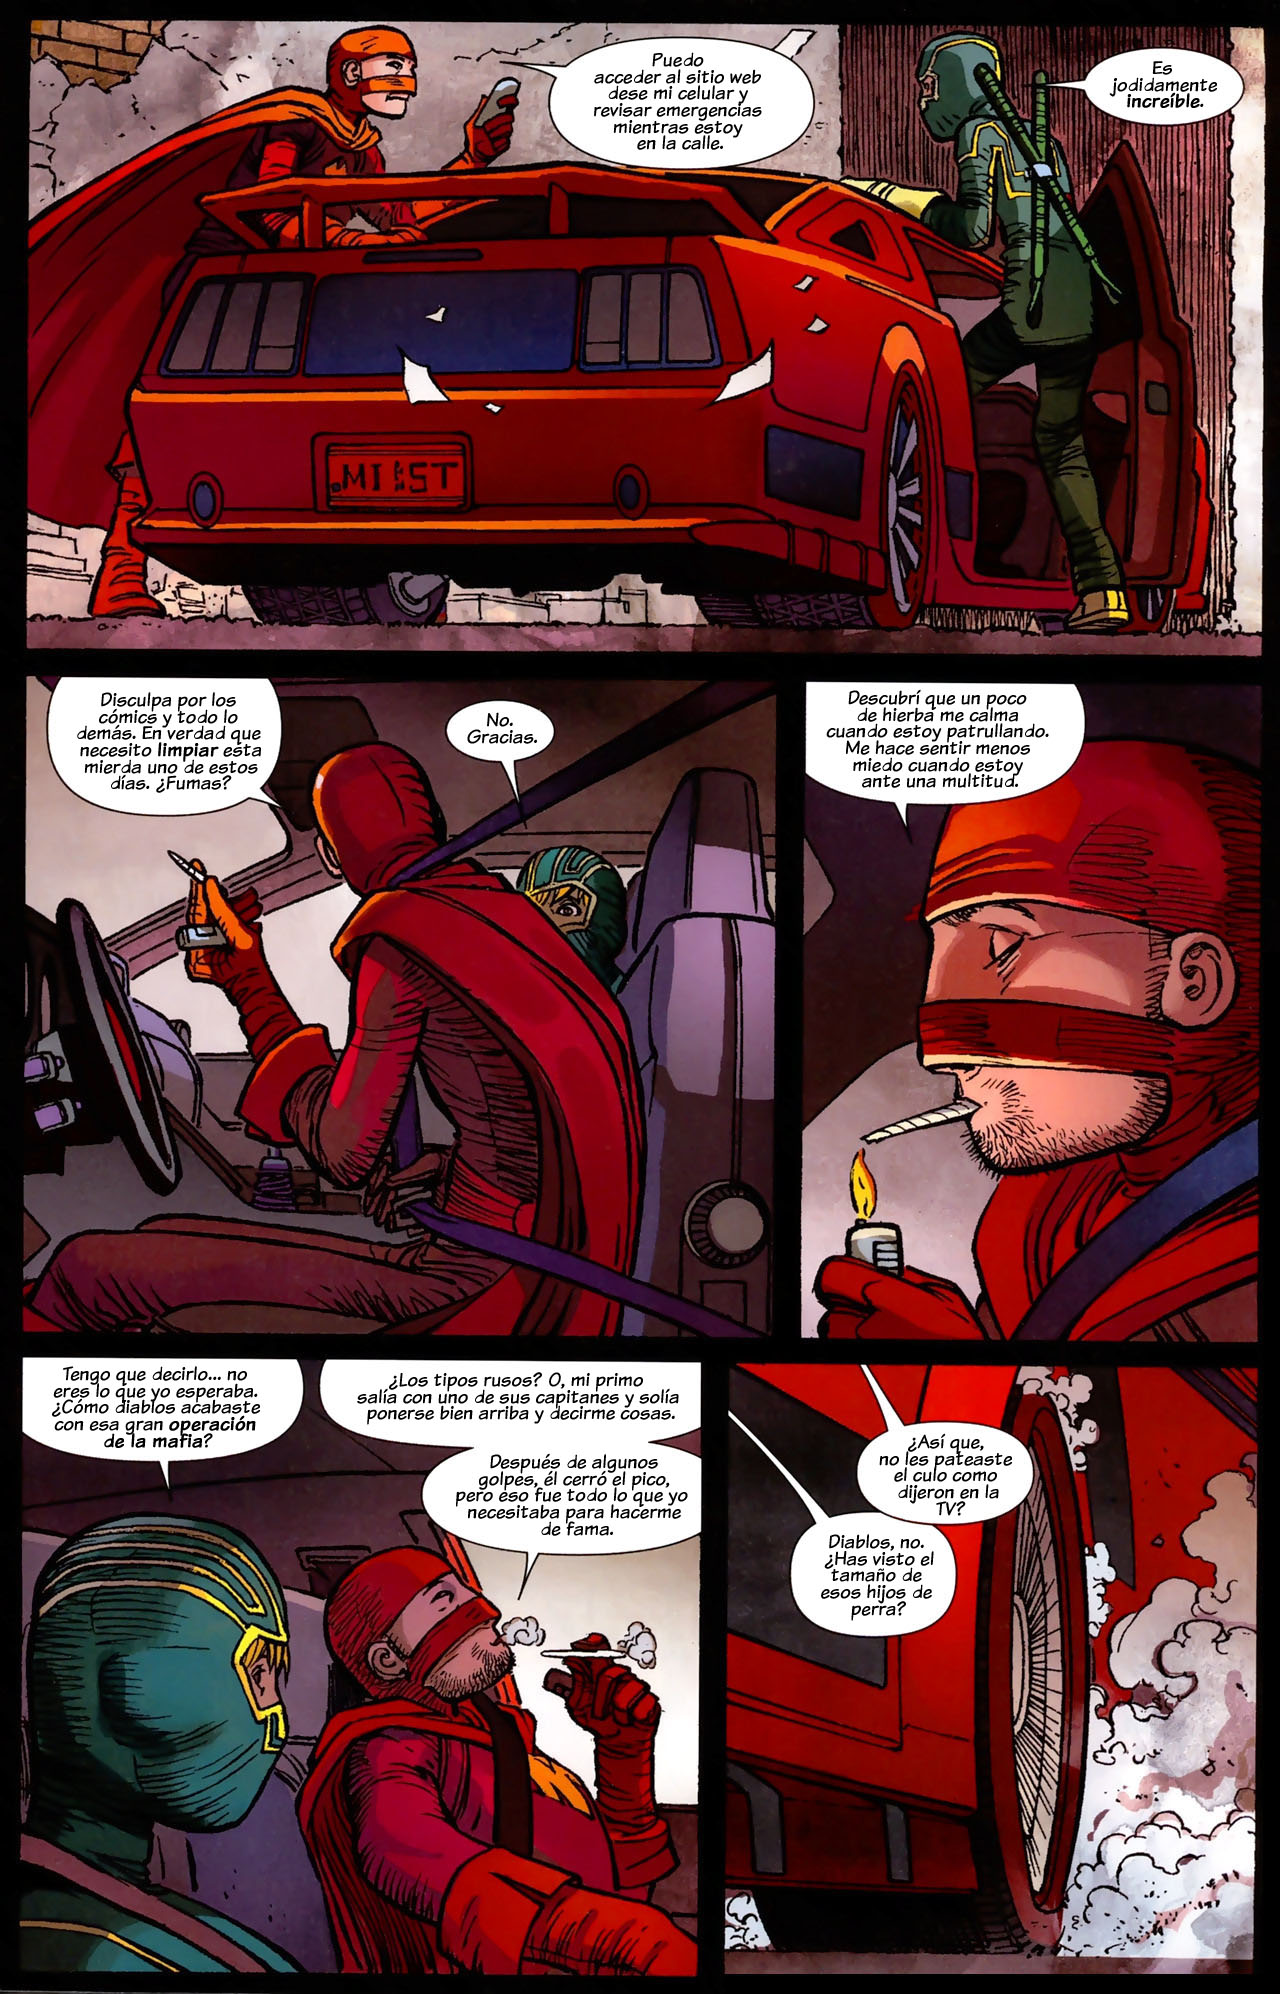 Puedo
acceder al sitio web
dese mi celular y
revisar emergencias
mientras estoy
en la calle.
Es
jodidamente
increíble.
Disculpa por los
cómics y todo lo
demás. En verdad que
necesito limpiar esta
mierda uno de estos
días. ¿Fumas?
No.
Gracias.
Descubrí que un poco
de hierba me calma
cuando estoy patrullando.
Me hace sentir menos
miedo cuando estoy
ante una multitud.
Tengo que decirlo... no
eres lo que yo esperaba.
¿Cómo diablos acabaste
con esa gran operación
de la mafia?
¿Los tipos rusos? O, mi primo
salía con uno de sus capitanes y solía
ponerse bien arriba y decirme cosas.
Después de algunos
golpes, él cerró el pico,
pero eso fue todo lo que yo
necesitaba para hacerme
de fama.
¿Así que,
no les pateaste
el culo como
dijeron en la
TV?
Diablos, no.
¿Has visto el
tamaño de
esos hijos de
perra?